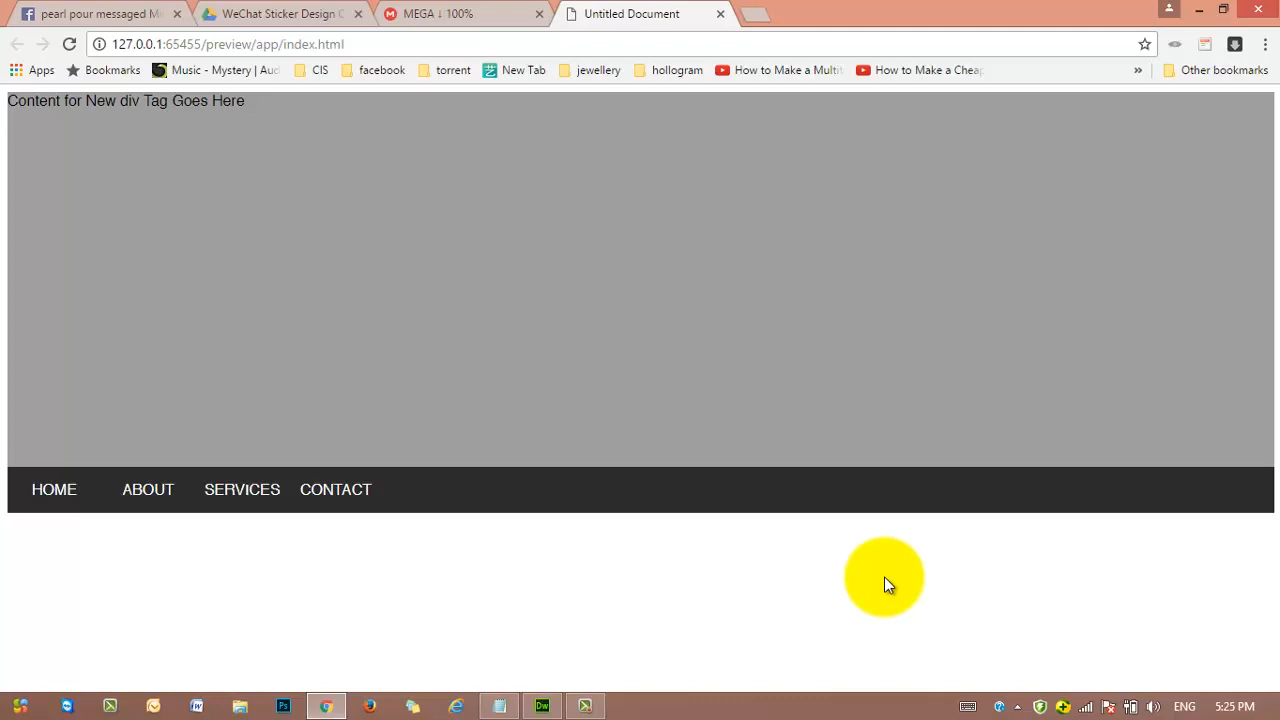 pearl pour messaged M
WeChat Sticker Design
MEGA ↓ 100%
Untitled Document
127.0.0.1:65455/preview/app/index.html
Apps
Bookmarks
Music - Mystery | Aud
CIS
facebook
torrent
New Tab
jewellery
hollogram
How to Make a Multi
How to Make a Cheap
»
Other bookmarks
Content for New div Tag Goes Here
HOME ABOUT SERVICES CONTACT
ENG
5:25 PM